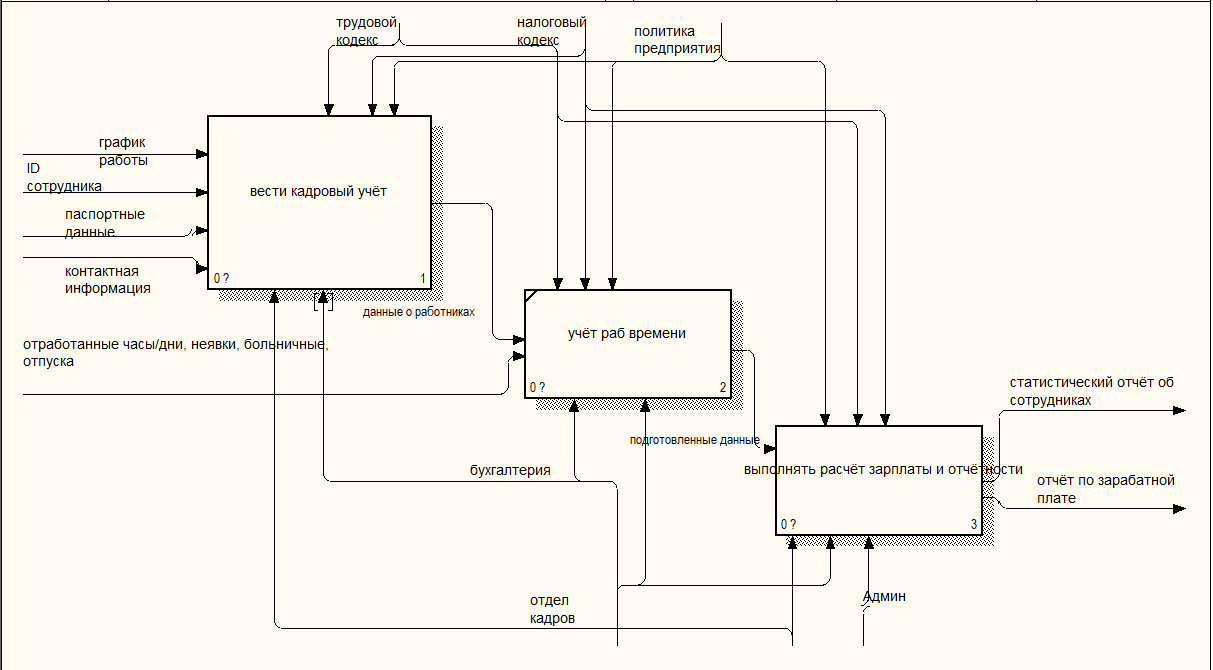 трудовой
кодекс
налоговый
кодекс
политика
предприятия
график
работы
ID
сотрудника
паспортные
данные
контактная
информация
вести кадровый учёт
0 ?
1
данные о работниках
отработанные часы/дни, неявки, больничные,
отпуска
учёт раб времени
0 ?
2
подготовленные данные
бухгалтерия
выполнять расчёт зарплаты и отчётности
0 ?
3
статистический отчёт об
сотрудниках
отчёт по зарабатной
плате
отдел
кадров
Админ